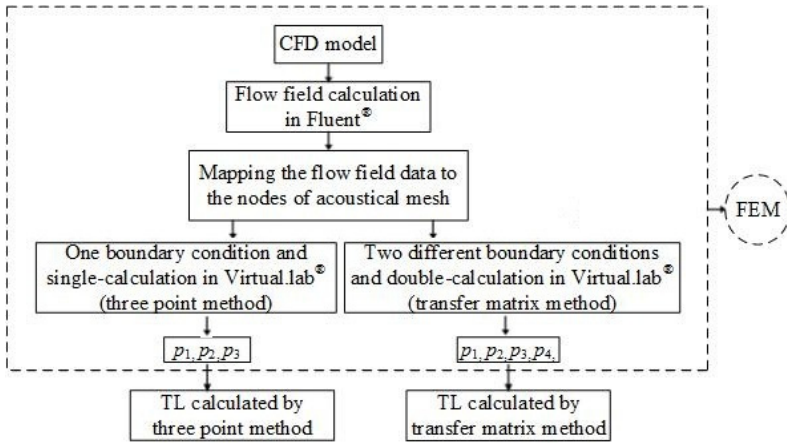 CFD model
Flow field calculation
in Fluent®
Mapping the flow field data to
the nodes of acoustical mesh
FEM
One boundary condition and
single-calculation in Virtual.lab®
(three point method)
Two different boundary conditions
and double-calculation in Virtual.lab®
(transfer matrix method)
p1, p2, p3
p1, p2, p3, p4,
TL calculated by
three point method
TL calculated by
transfer matrix method